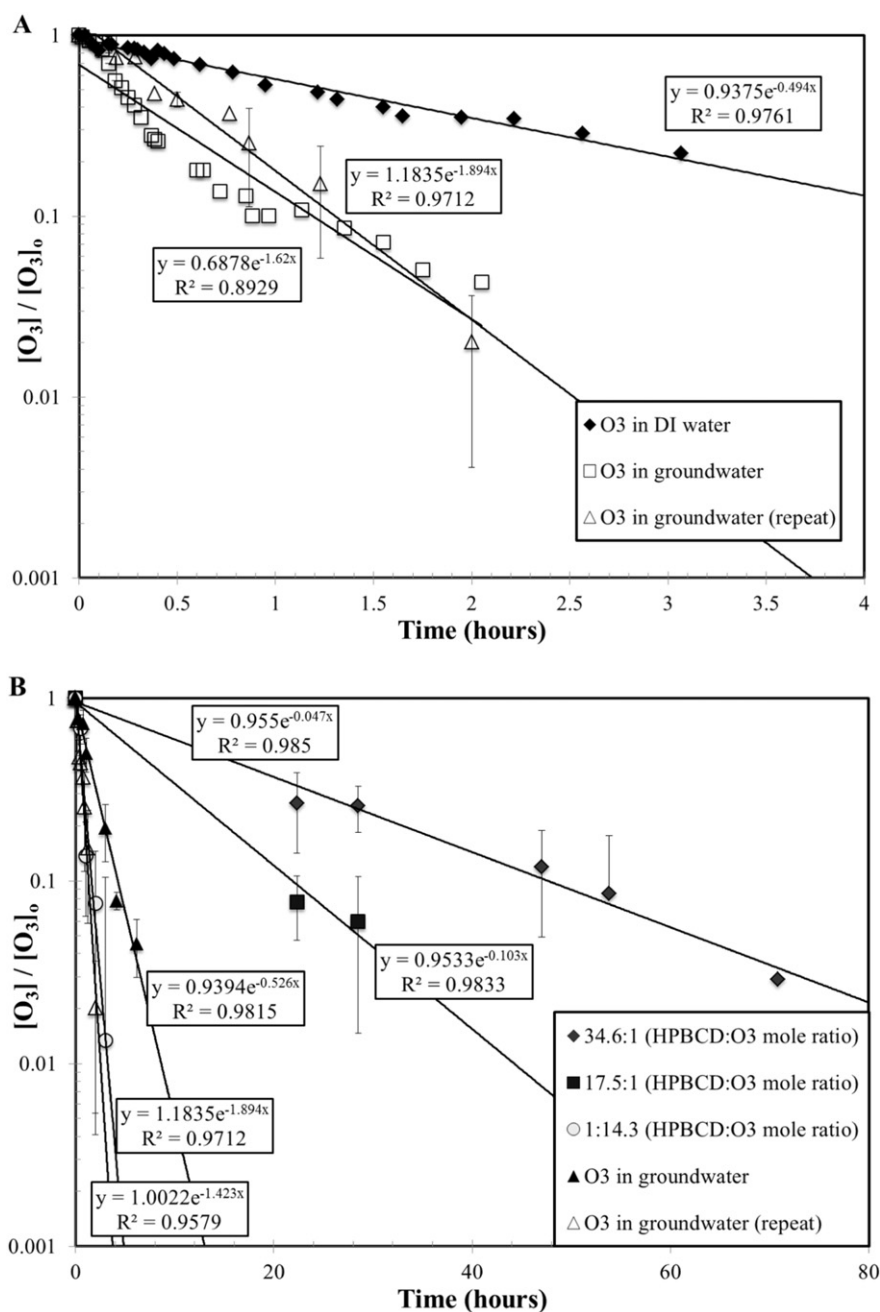 A
1
0.1
0.01
0.001
[O₃] / [O₃]ₒ
y = 0.9375e^-0.494x
R² = 0.9761
y = 1.1835e^-1.894x
R² = 0.9712
y = 0.6878e^-1.62x
R² = 0.8929
O3 in DI water
O3 in groundwater
O3 in groundwater (repeat)
0 0.5 1 1.5 2 2.5 3 3.5 4
Time (hours)
B
1
0.1
0.01
0.001
[O₃] / [O₃]ₒ
y = 0.955e^-0.047x
R² = 0.985
y = 0.9533e^-0.103x
R² = 0.9833
y = 0.9394e^-0.526x
R² = 0.9815
y = 1.1835e^-1.894x
R² = 0.9712
y = 1.0022e^-1.423x
R² = 0.9579
34.6:1 (HPBCD:O3 mole ratio)
17.5:1 (HPBCD:O3 mole ratio)
1:14.3 (HPBCD:O3 mole ratio)
O3 in groundwater
O3 in groundwater (repeat)
0 20 40 60 80
Time (hours)